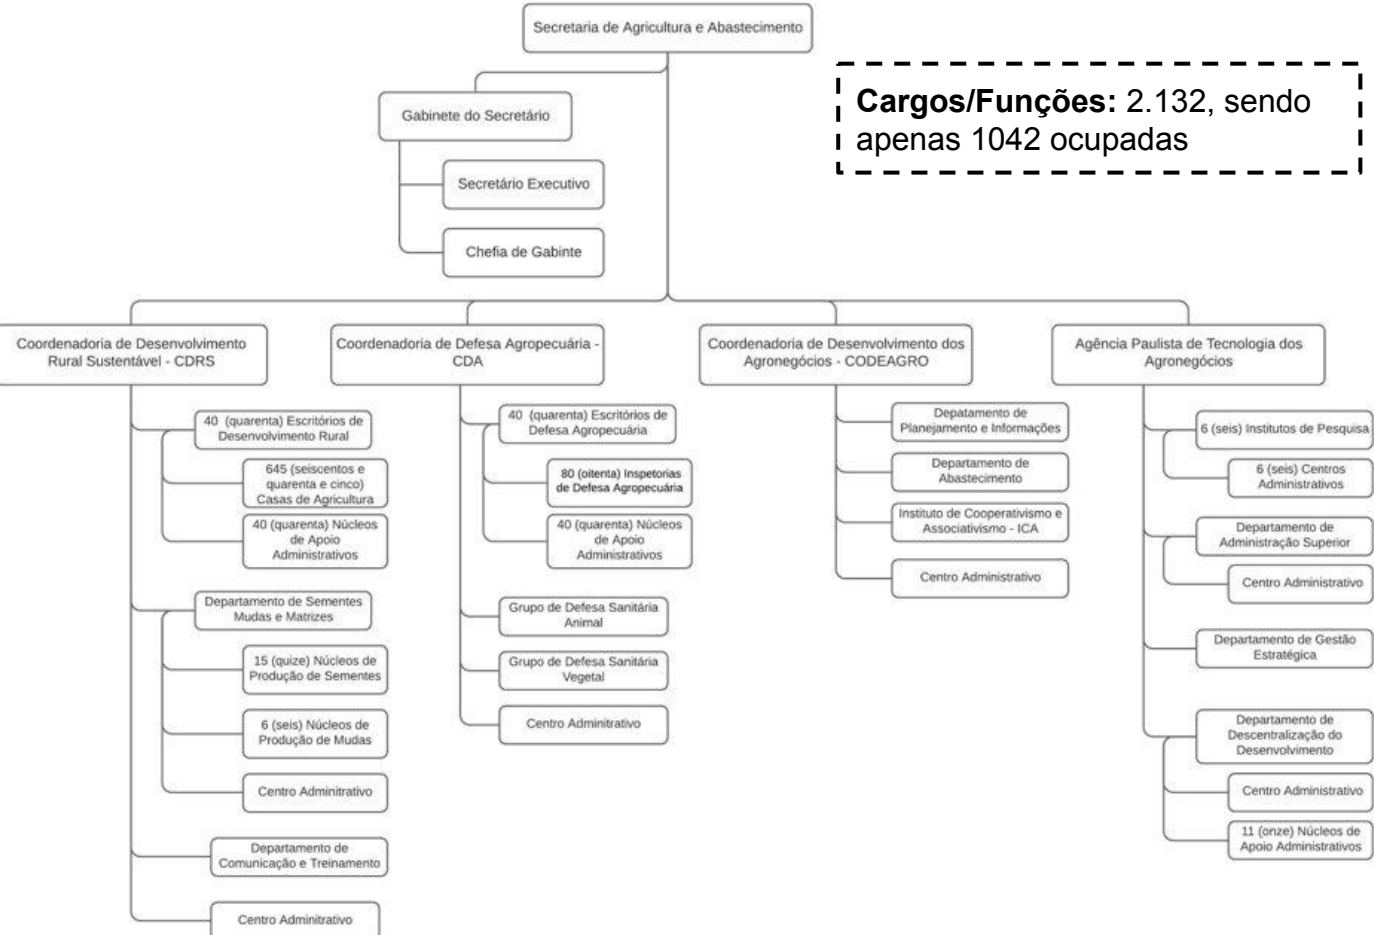 Secretaria de Agricultura e Abastecimento
Cargos/Funções: 2.132, sendo
apenas 1042 ocupadas
Gabinete do Secretário
Secretário Executivo
Chefia de Gabinte
Coordenadoria de Desenvolvimento
Rural Sustentável - CDRS
40 (quarenta) Escritórios de
Desenvolvimento Rural
645 (seiscentos e
quarenta e cinco)
Casas de Agricultura
40 (quarenta) Núcleos
de Apoio
Administrativos
Departamento de Sementes
Mudas e Matrizes
15 (quize) Núcleos de
Produção de Sementes
6 (seis) Núcleos de
Produção de Mudas
Centro Adminitrativo
Departamento de
Comunicação e Treinamento
Centro Adminitrativo
Coordenadoria de Defesa Agropecuária -
CDA
40 (quarenta) Escritórios de
Defesa Agropecuária
80 (oitenta) Inspetorias
de Defesa Agropecuária
40 (quarenta) Núcleos
de Apoio
Administrativos
Grupo de Defesa Sanitária
Animal
Grupo de Defesa Sanitária
Vegetal
Centro Adminitrativo
Coordenadoria de Desenvolvimento dos
Agronegócios - CODEAGRO
Depatamento de
Planejamento e Informações
Departamento de
Abastecimento
Instituto de Cooperativismo e
Associativismo - ICA
Centro Administrativo
Agência Paulista de Tecnologia dos
Agronegócios
6 (seis) Institutos de Pesquisa
6 (seis) Centros
Administrativos
Departamento de
Administração Superior
Centro Administrativo
Departamento de Gestão
Estratégica
Departamento de
Descentralização do
Desenvolvimento
Centro Administrativo
11 (onze) Núcleos de
Apoio Administrativos